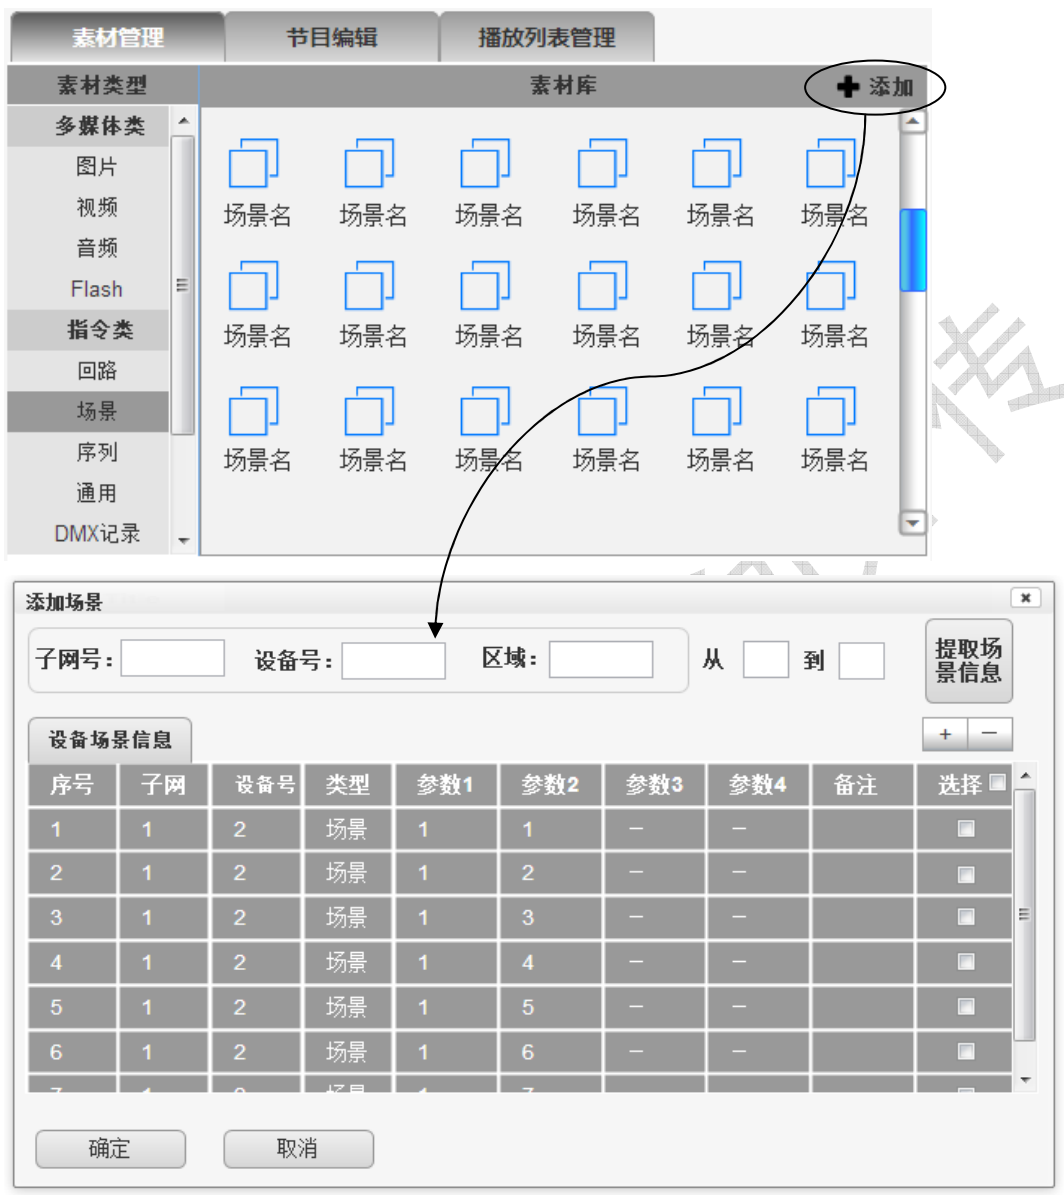 素材管理 节目编辑 播放列表管理
素材类型 素材库 添加
多媒体类
图片
视频
音频
Flash
指令类
回路
场景
序列
通用
DMX记录
场景名 场景名 场景名 场景名 场景名 场景名
场景名 场景名 场景名 场景名 场景名 场景名
场景名 场景名 场景名 场景名 场景名 场景名
添加场景
子网号: 设备号: 区域: 从 到
提取场
景信息
设备场景信息 + —
序号 子网 设备号 类型 参数1 参数2 参数3 参数4 备注 选择
1 1 2 场景 1 1 — —
2 1 2 场景 1 2 — —
3 1 2 场景 1 3 — —
4 1 2 场景 1 4 — —
5 1 2 场景 1 5 — —
6 1 2 场景 1 6 — —
确定 取消